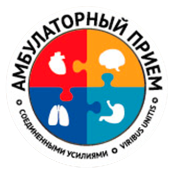 АМБУЛАТОРНЫЙ ПРИЕМ
СОЕДИНЕННЫМИ УСИЛИЯМИ
VIRIBUS UNITIS